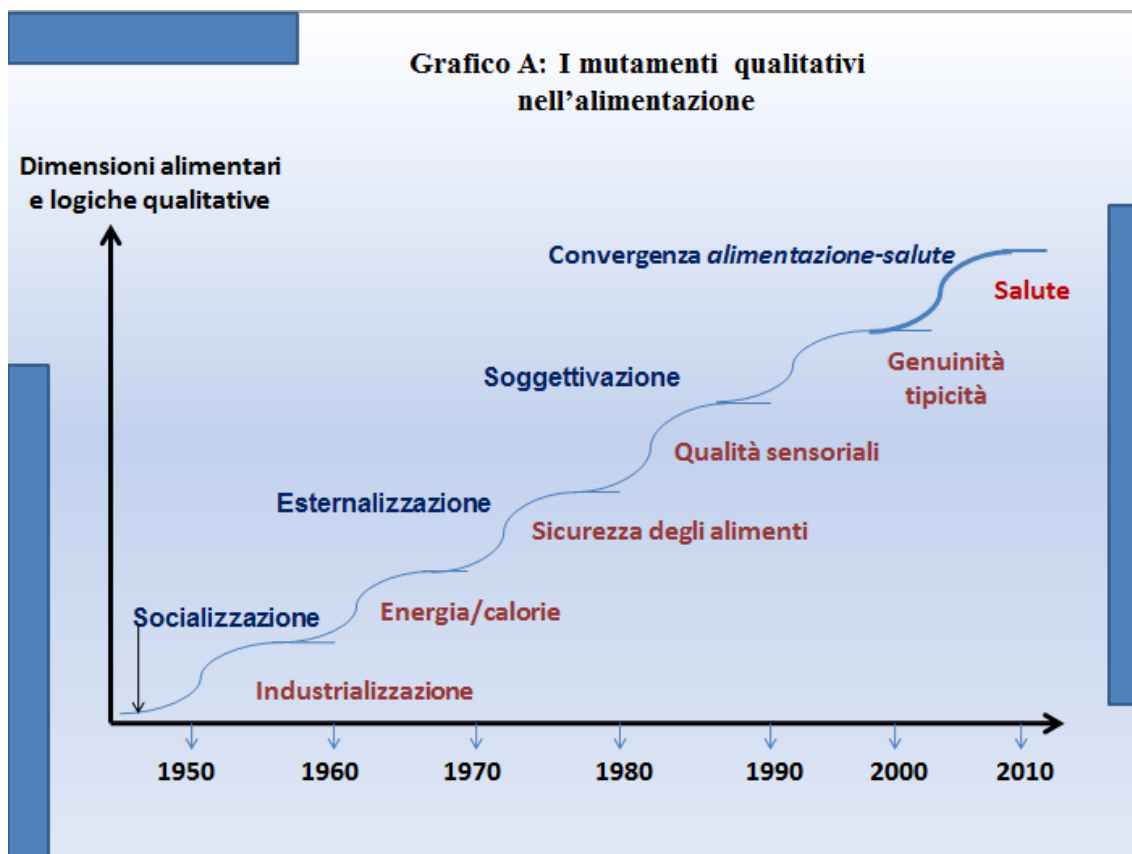 Grafico A: I mutamenti qualitativi
nell’alimentazione
Dimensioni alimentari
e logiche qualitative
Convergenza alimentazione-salute
Salute
Genuinità
tipicità
Soggettivazione
Qualità sensoriali
Esternalizzazione
Sicurezza degli alimenti
Socializzazione
Energia/calorie
Industrializzazione
1950 1960 1970 1980 1990 2000 2010